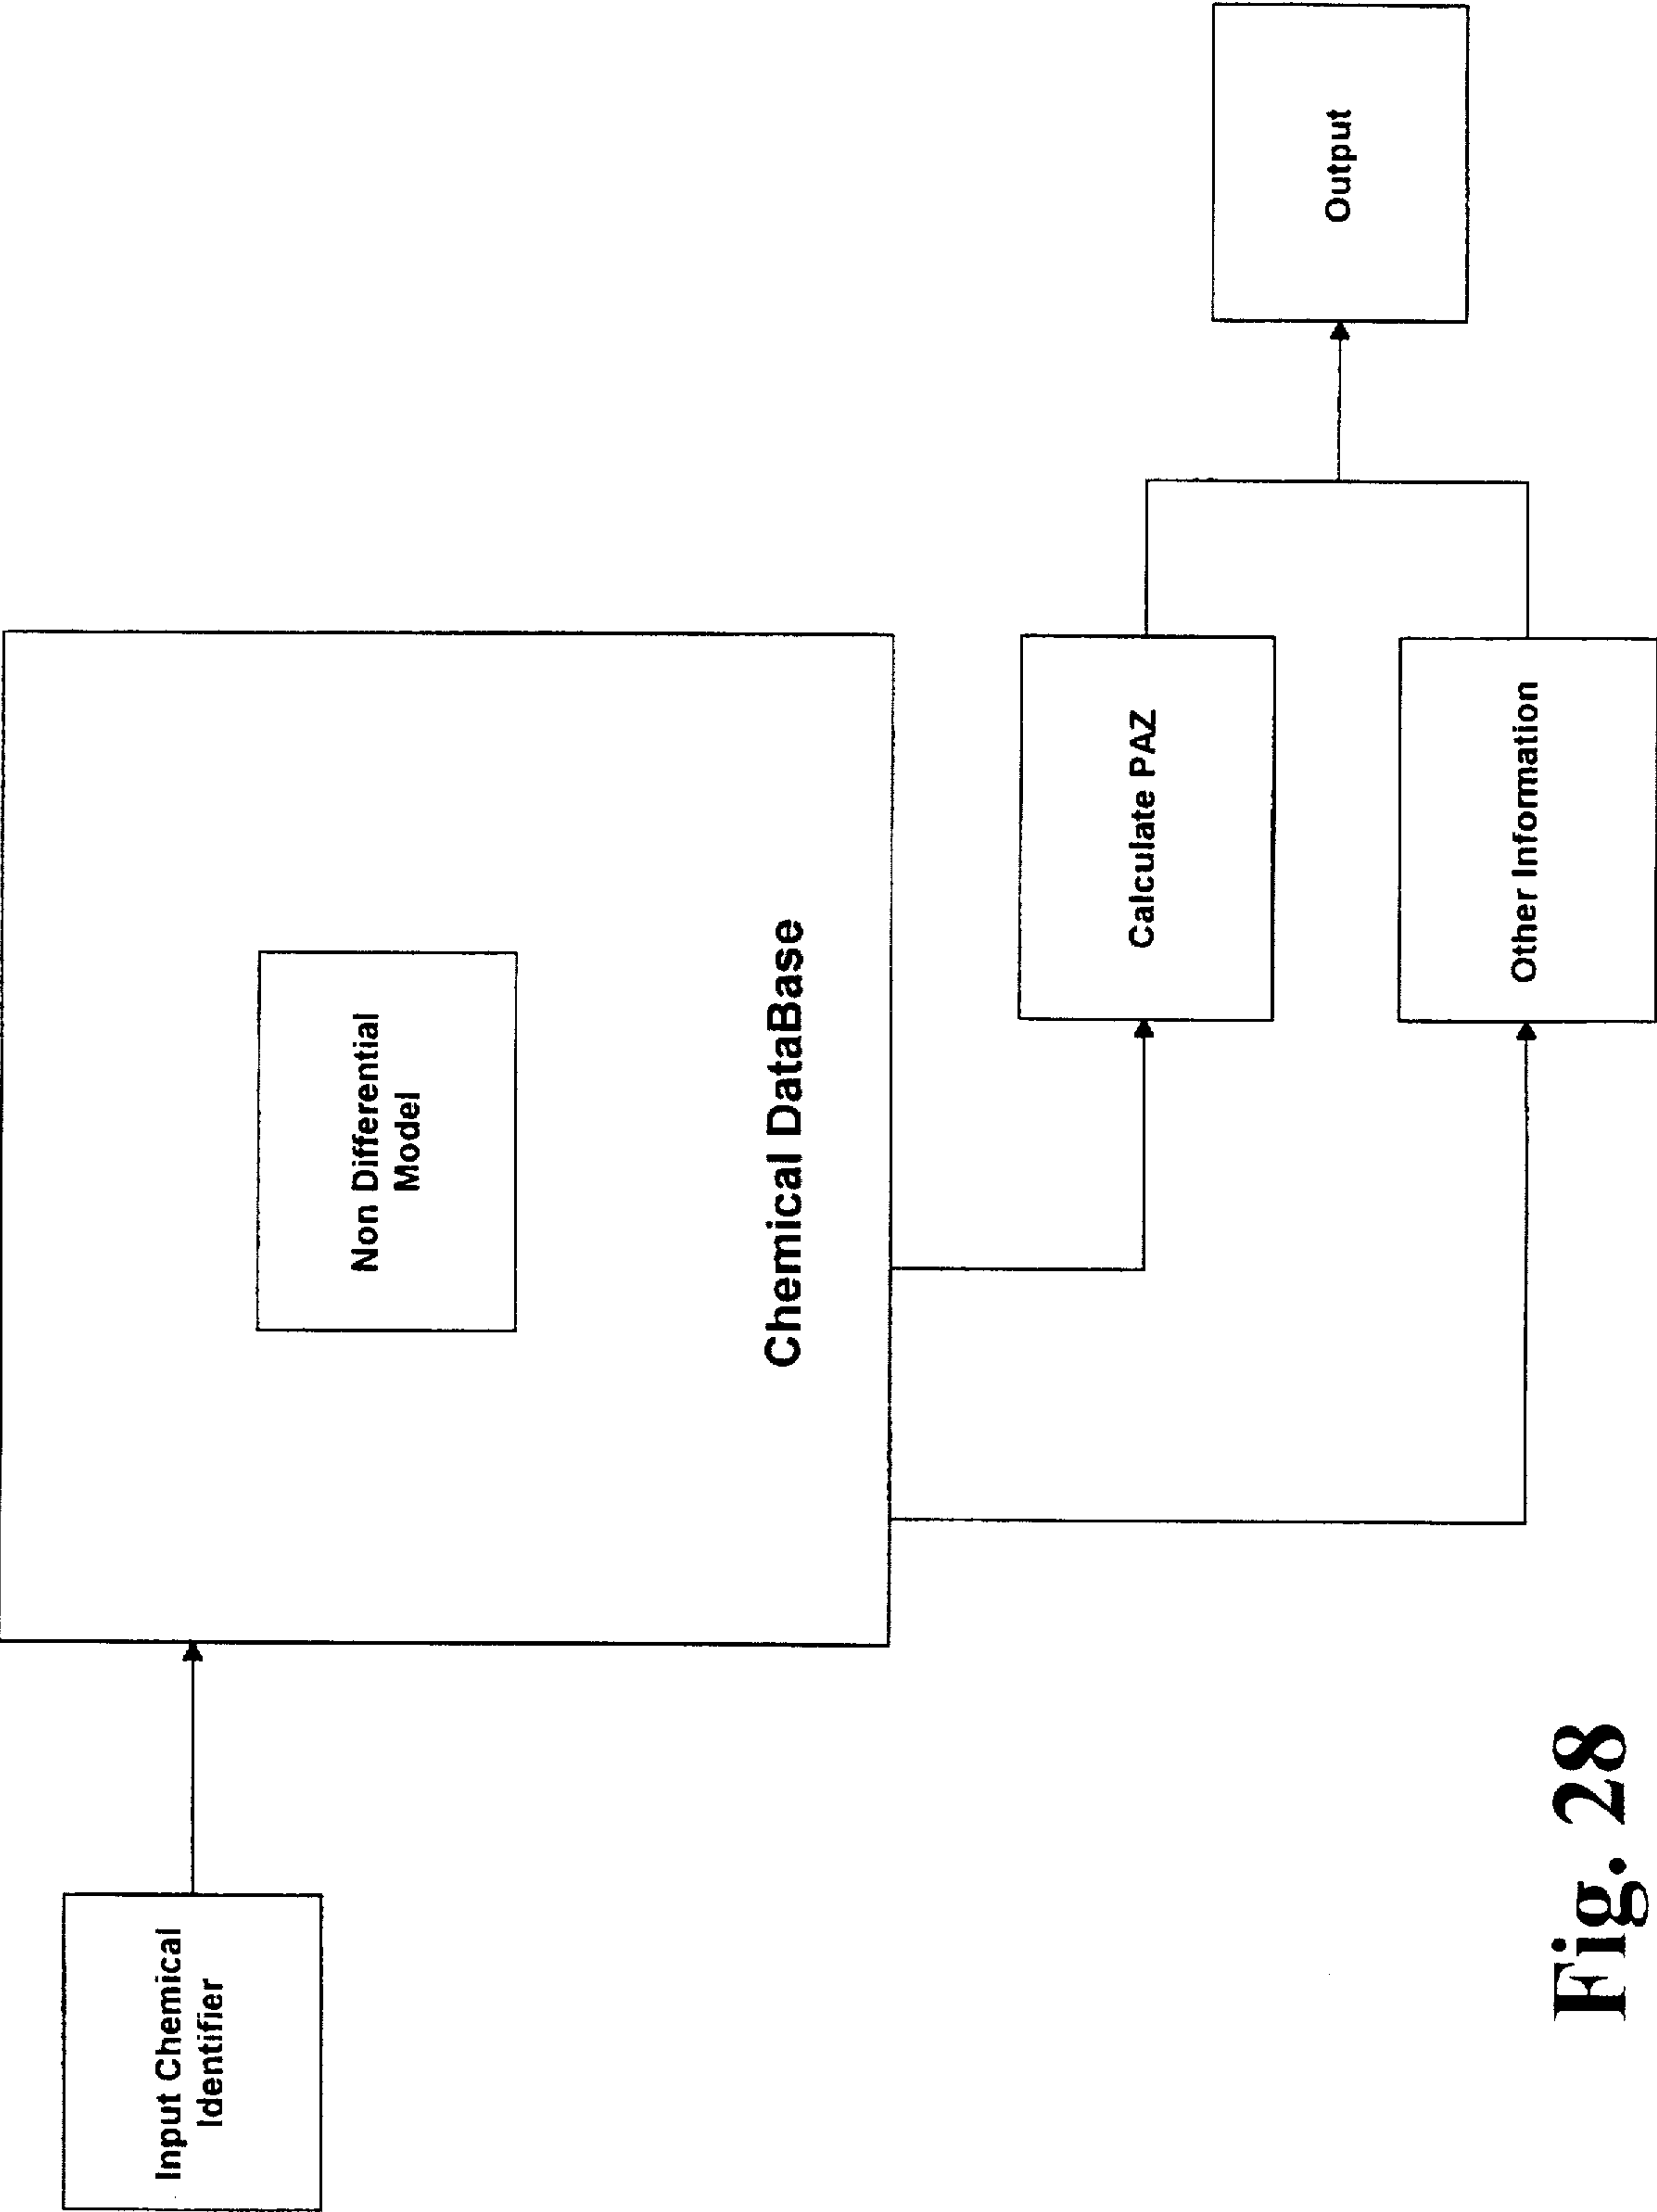 Input Chemical
Identifier
Non Differential
Model
Chemical DataBase
Calculate PAZ
Other Information
Output
Fig. 28